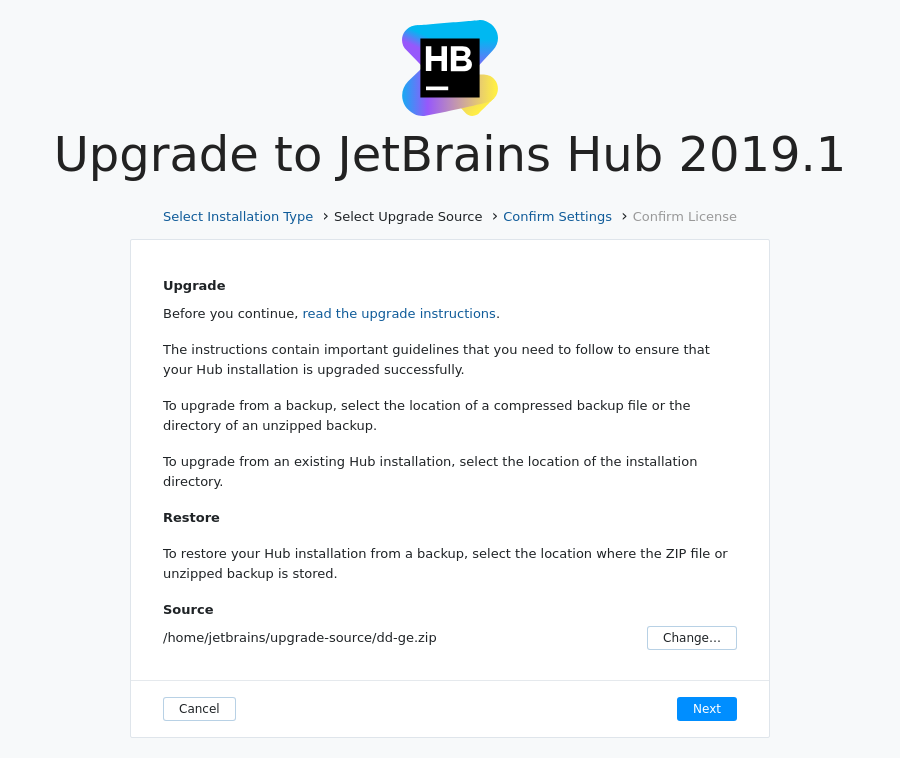 HB
Upgrade to JetBrains Hub 2019.1
Select Installation Type › Select Upgrade Source › Confirm Settings › Confirm License
Upgrade
Before you continue, read the upgrade instructions.
The instructions contain important guidelines that you need to follow to ensure that
your Hub installation is upgraded successfully.
To upgrade from a backup, select the location of a compressed backup file or the
directory of an unzipped backup.
To upgrade from an existing Hub installation, select the location of the installation
directory.
Restore
To restore your Hub installation from a backup, select the location where the ZIP file or
unzipped backup is stored.
Source
/home/jetbrains/upgrade-source/dd-ge.zip Change...
Cancel Next